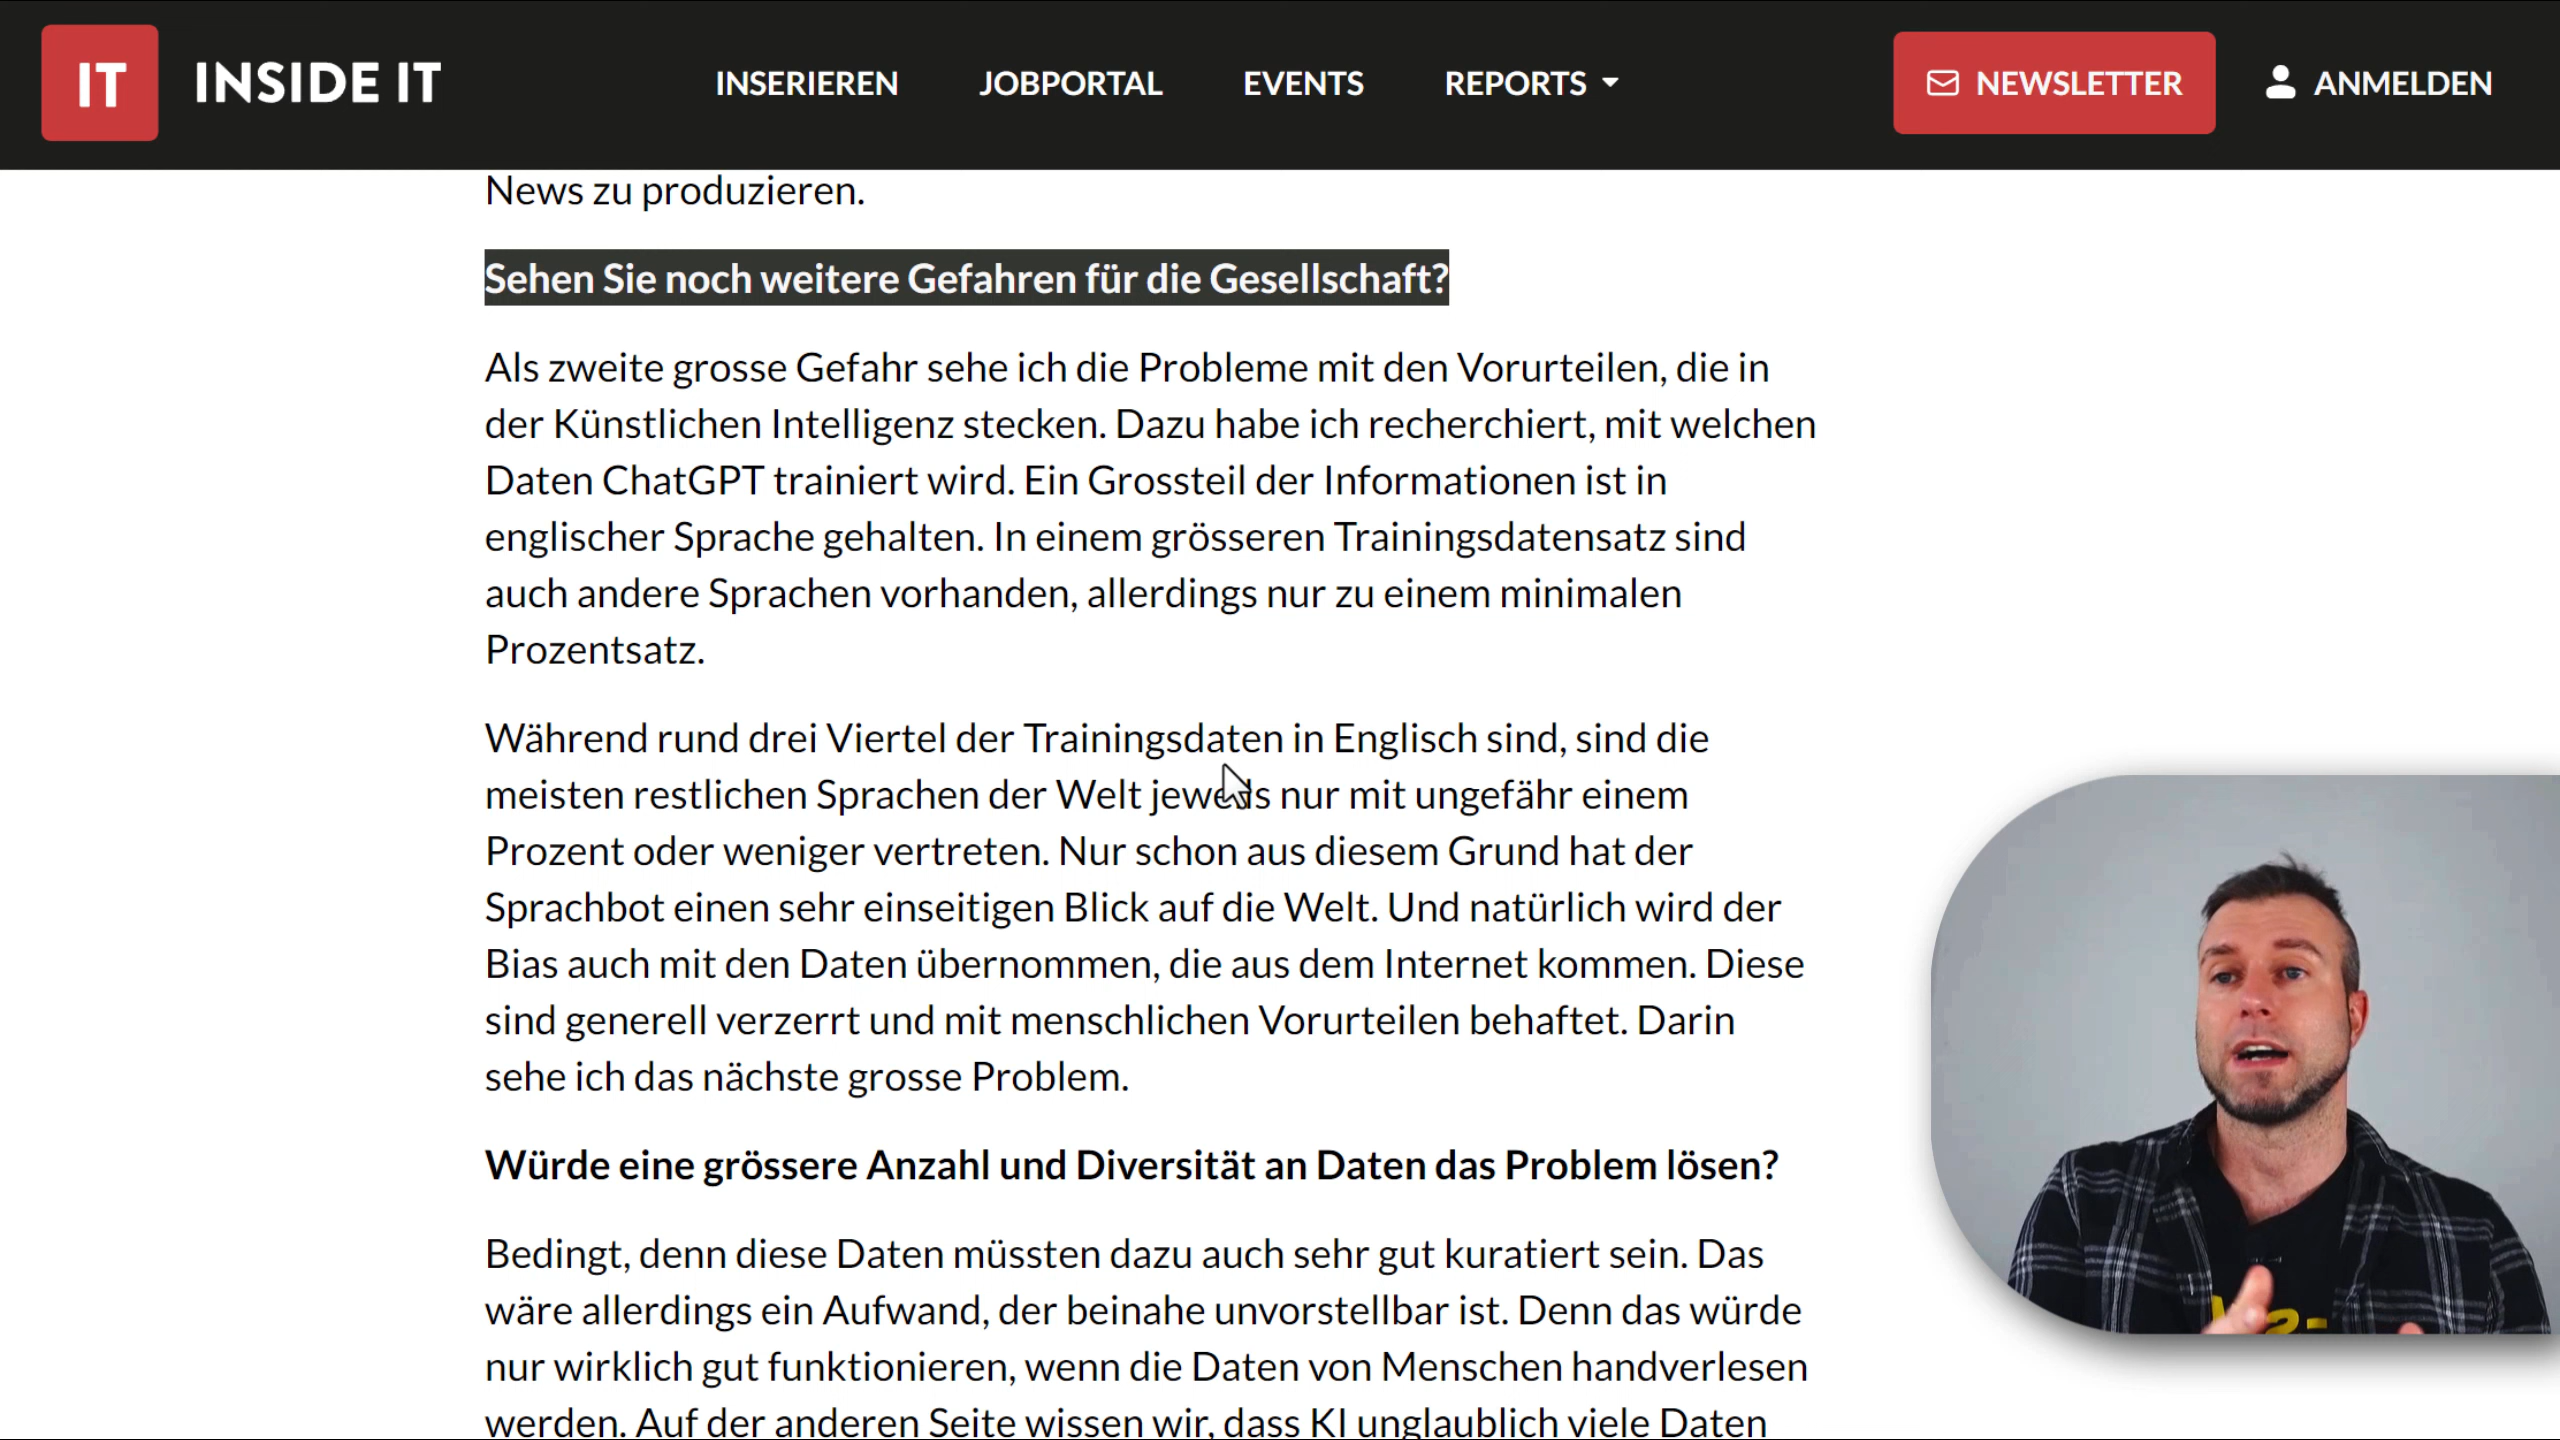 IT INSIDE IT INSERIEREN JOBPORTAL EVENTS REPORTS NEWSLETTER ANMELDEN
News zu produzieren.
Sehen Sie noch weitere Gefahren für die Gesellschaft?
Als zweite grosse Gefahr sehe ich die Probleme mit den Vorurteilen, die in
der Künstlichen Intelligenz stecken. Dazu habe ich recherchiert, mit welchen
Daten ChatGPT trainiert wird. Ein Grossteil der Informationen ist in
englischer Sprache gehalten. In einem grösseren Trainingsdatensatz sind
auch andere Sprachen vorhanden, allerdings nur zu einem minimalen
Prozentsatz.
Während rund drei Viertel der Trainingsdaten in Englisch sind, sind die
meisten restlichen Sprachen der Welt jeweils nur mit ungefähr einem
Prozent oder weniger vertreten. Nur schon aus diesem Grund hat der
Sprachbot einen sehr einseitigen Blick auf die Welt. Und natürlich wird der
Bias auch mit den Daten übernommen, die aus dem Internet kommen. Diese
sind generell verzerrt und mit menschlichen Vorurteilen behaftet. Darin
sehe ich das nächste grosse Problem.
Würde eine grössere Anzahl und Diversität an Daten das Problem lösen?
Bedingt, denn diese Daten müssten dazu auch sehr gut kuratiert sein. Das
wäre allerdings ein Aufwand, der beinahe unvorstellbar ist. Denn das würde
nur wirklich gut funktionieren, wenn die Daten von Menschen handverlesen
werden. Auf der anderen Seite wissen wir, dass KI unglaublich viele Daten